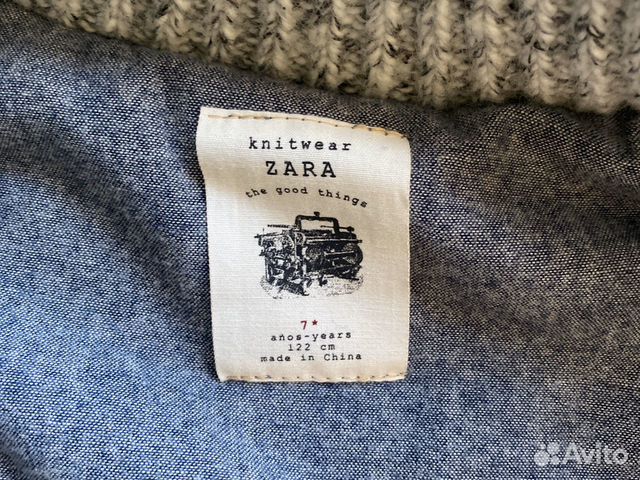 knitwear
ZARA
the good things
7*
años-years
122 cm
made in China
Avito